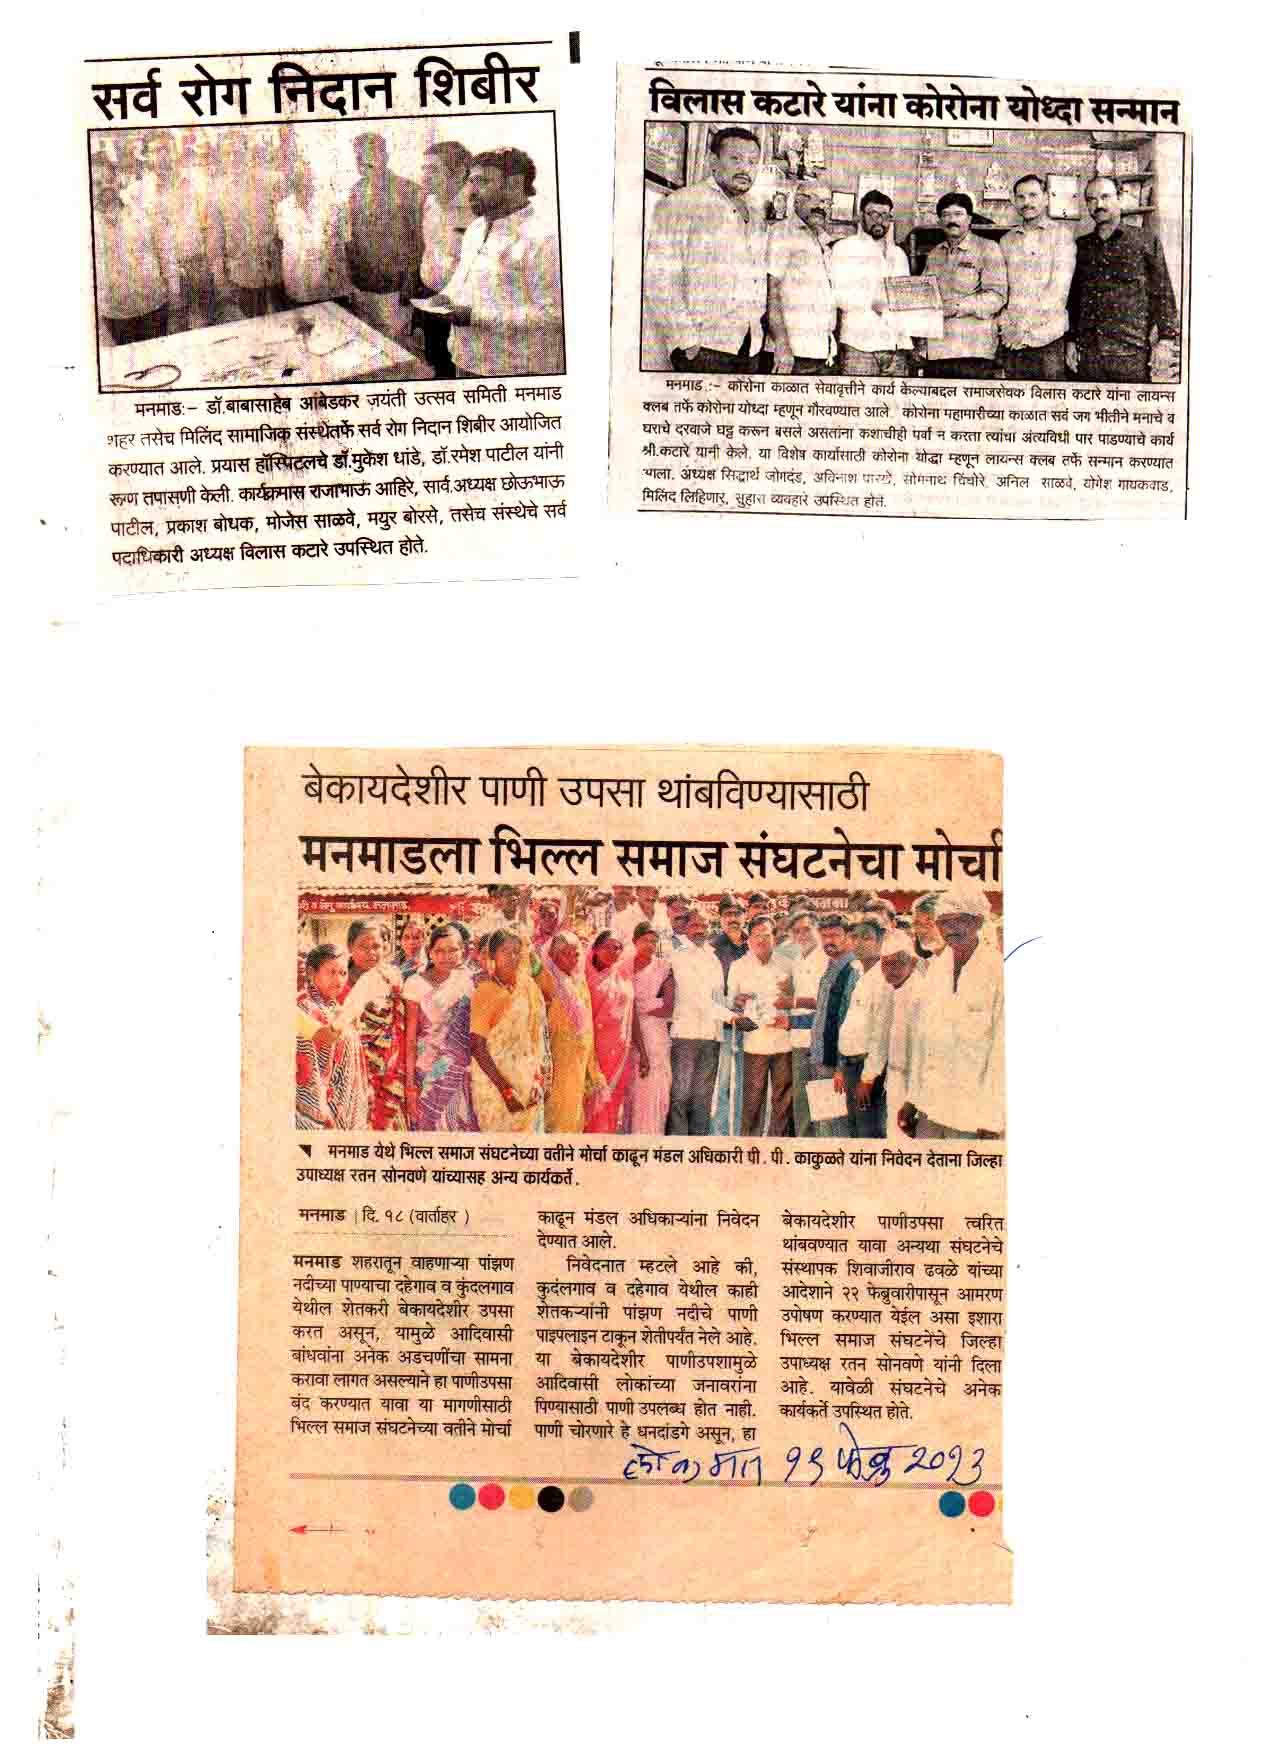 सर्व रोग निदान शिबीर
मनमाड:- डॉ.बाबासाहेब आंबेडकर जयंती उत्सव समिती मनमाड
शहर तसेच मिलिंद सामाजिक संस्थेतर्फे सर्व रोग निदान शिबीर आयोजित
करण्यात आले. प्रयास हॉस्पिटलचे डॉ.मुकेश धांडे, डॉ.रमेश पाटील यांनी
रूग्ण तपासणी केली. कार्यक्रमास राजाभाऊ आहिरे, सार्व.अध्यक्ष छोऊभाऊ
पाटील, प्रकाश बोधक, मोजेस साळवे, मयुर बोरसे, तसेच संस्थेचे सर्व
पदाधिकारी अध्यक्ष विलास कटारे उपस्थित होते.
विलास कटारे यांना कोरोना योध्दा सन्मान
मनमाड :- कोरोना काळात सेवावृत्तीने कार्य केल्याबद्दल समाजसेवक विलास कटारे यांना लायन्स
क्लब तर्फे कोरोना योध्दा म्हणून गौरवण्यात आले. कोरोना महामारीच्या काळात सर्व जग भीतीने मनाचे व
घराचे दरवाजे घट्ट करून बसले असतांना कशाचीही पर्वा न करता त्यांचा अंत्यविधी पार पाडण्याचे कार्य
श्री.कटारे यानी केले. या विशेष कार्यासाठी कोरोना योद्धा म्हणून लायन्स क्लब तर्फे सन्मान करण्यात
आला. अध्यक्ष सिद्धार्थ जोगदंड, अविनाश पारखे, सोमनाथ चिंचोरे. अनिल साळवे, योगेश गायकवाड,
मिलिंद लिहिणार, सुहास व्यवहारे उपस्थित होते.
बेकायदेशीर पाणी उपसा थांबविण्यासाठी
मनमाडला भिल्ल समाज संघटनेचा मोर्चा
मनमाड येथे भिल्ल समाज संघटनेच्या वतीने मोर्चा काढून मंडल अधिकारी पी. पी. काकुळते यांना निवेदन देताना जिल्हा
उपाध्यक्ष रतन सोनवणे यांच्यासह अन्य कार्यकर्ते.
मनमाड | दि. १८ (वार्ताहर )
मनमाड शहरातून वाहणाऱ्या पांझण
नदीच्या पाण्याचा दहेगाव व कुंदलगाव
येथील शेतकरी बेकायदेशीर उपसा
करत असून, यामुळे आदिवासी
बांधवांना अनेक अडचणींचा सामना
करावा लागत असल्याने हा पाणीउपसा
बंद करण्यात यावा या मागणीसाठी
भिल्ल समाज संघटनेच्या वतीने मोर्चा
काढून मंडल अधिकाऱ्यांना निवेदन
देण्यात आले.
निवेदनात म्हटले आहे की,
कुदंलगाव व दहेगाव येथील काही
शेतकऱ्यांनी पांझण नदीचे पाणी
पाइपलाइन टाकून शेतीपर्यंत नेले आहे.
या बेकायदेशीर पाणीउपशामुळे
आदिवासी लोकांच्या जनावरांना
पिण्यासाठी पाणी उपलब्ध होत नाही.
पाणी चोरणारे हे धनदांडगे असून, हा
बेकायदेशीर पाणीउपसा त्वरित
थांबवण्यात यावा अन्यथा संघटनेचे
संस्थापक शिवाजीराव ढवळे यांच्या
आदेशाने २२ फेब्रुवारीपासून आमरण
उपोषण करण्यात येईल असा इशारा
भिल्ल समाज संघटनेचे जिल्हा
उपाध्यक्ष रतन सोनवणे यांनी दिला
आहे. यावेळी संघटनेचे अनेक
कार्यकर्ते उपस्थित होते.
लोकमत १९ फेब्रु २०१३